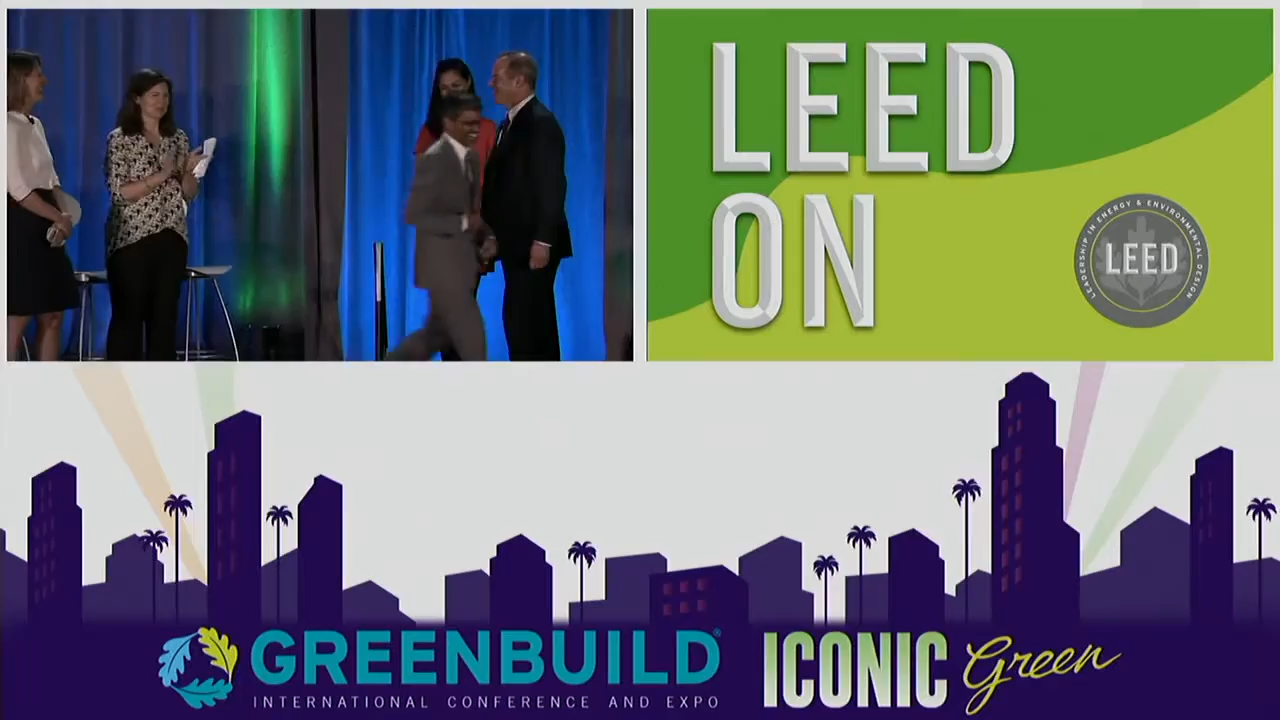 LEED
ON
LEADERSHIP IN ENERGY & ENVIRONMENTAL DESIGN
LEED
GREENBUILD®
INTERNATIONAL CONFERENCE AND EXPO
ICONIC Green